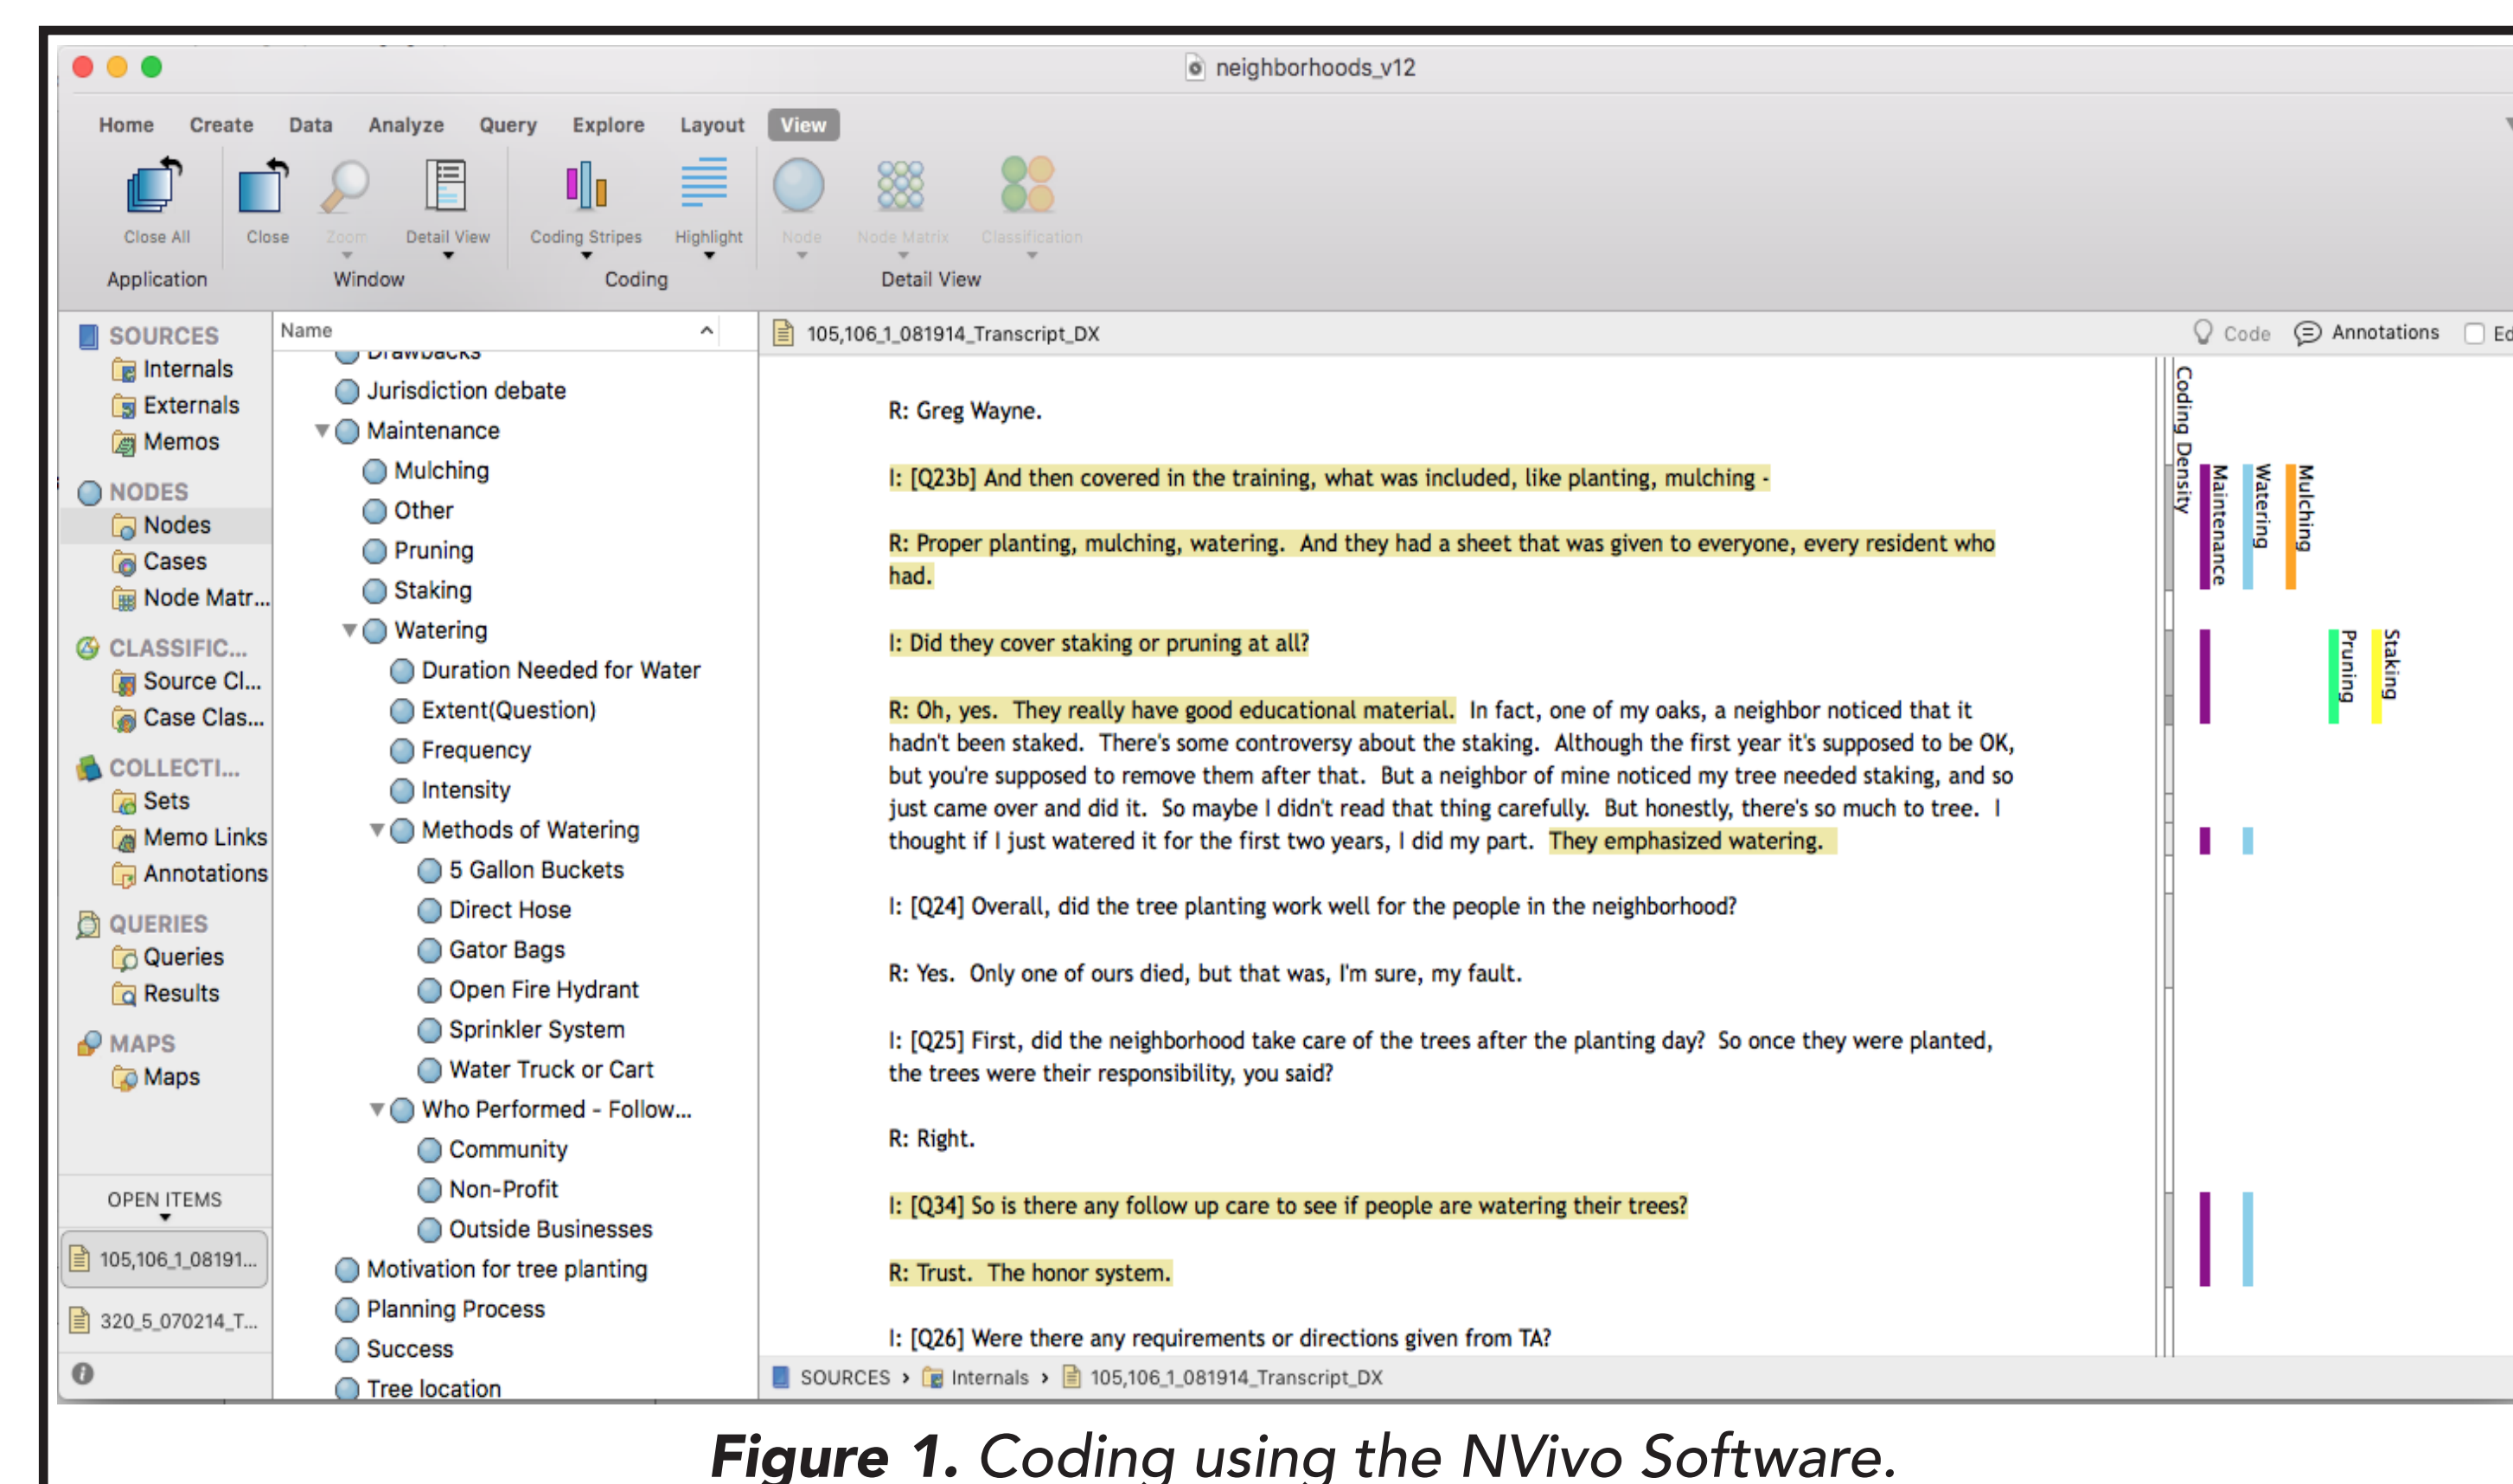 neighborhoods_v12
Home Create Data Analyze Query Explore Layout View
Close All Close Zoom Detail View Coding Stripes Highlight Node Node Matrix Classification
Application Window Coding Detail View
SOURCES
Internals
Externals
Memos
NODES
Nodes
Cases
Node Matr...
CLASSIFIC...
Source Cl...
Case Clas...
COLLECTI...
Sets
Memo Links
Annotations
QUERIES
Queries
Results
MAPS
Maps
OPEN ITEMS
105,106_1_08191...
320_5_070214_T...
Name
Drawbacks
Jurisdiction debate
Maintenance
Mulching
Other
Pruning
Staking
Watering
Duration Needed for Water
Extent(Question)
Frequency
Intensity
Methods of Watering
5 Gallon Buckets
Direct Hose
Gator Bags
Open Fire Hydrant
Sprinkler System
Water Truck or Cart
Who Performed - Follow...
Community
Non-Profit
Outside Businesses
Motivation for tree planting
Planning Process
Success
Tree location
105,106_1_081914_Transcript_DX
Code Annotations Ed
R: Greg Wayne.
I: [Q23b] And then covered in the training, what was included, like planting, mulching -
R: Proper planting, mulching, watering. And they had a sheet that was given to everyone, every resident who
had.
I: Did they cover staking or pruning at all?
R: Oh, yes. They really have good educational material. In fact, one of my oaks, a neighbor noticed that it
hadn't been staked. There's some controversy about the staking. Although the first year it's supposed to be OK,
but you're supposed to remove them after that. But a neighbor of mine noticed my tree needed staking, and so
just came over and did it. So maybe I didn't read that thing carefully. But honestly, there's so much to tree. I
thought if I just watered it for the first two years, I did my part. They emphasized watering.
I: [Q24] Overall, did the tree planting work well for the people in the neighborhood?
R: Yes. Only one of ours died, but that was, I'm sure, my fault.
I: [Q25] First, did the neighborhood take care of the trees after the planting day? So once they were planted,
the trees were their responsibility, you said?
R: Right.
I: [Q34] So is there any follow up care to see if people are watering their trees?
R: Trust. The honor system.
I: [Q26] Were there any requirements or directions given from TA?
Coding Density
Maintenance
Watering
Mulching
Pruning
Staking
SOURCES › Internals › 105,106_1_081914_Transcript_DX
Figure 1. Coding using the NVivo Software.